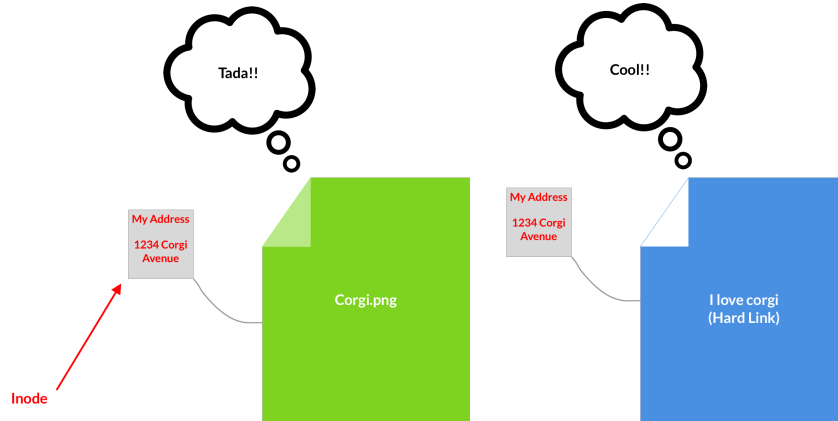 Tada!!
Cool!!
My Address
1234 Corgi
Avenue
My Address
1234 Corgi
Avenue
Corgi.png
I love corgi
(Hard Link)
Inode